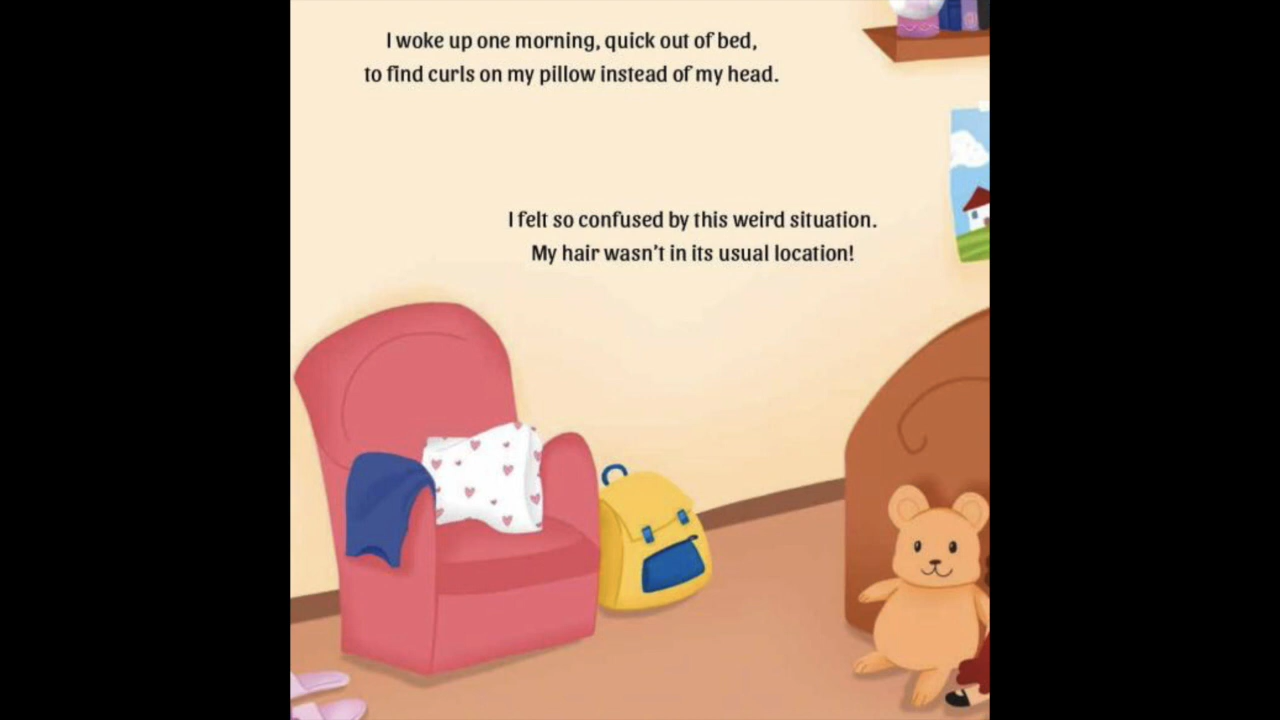 I woke up one morning, quick out of bed,
to find curls on my pillow instead of my head.
I felt so confused by this weird situation.
My hair wasn't in its usual location!